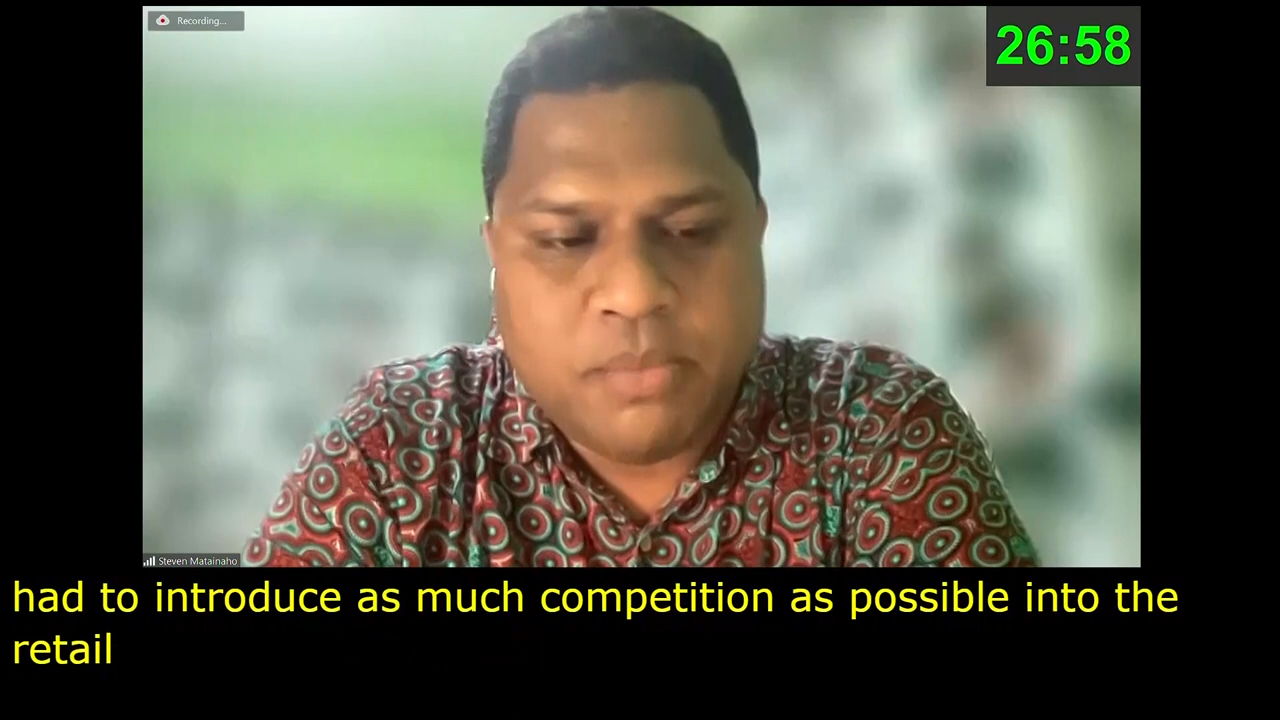 Recording...
26:58
Steven Matainaho
had to introduce as much competition as possible into the
retail